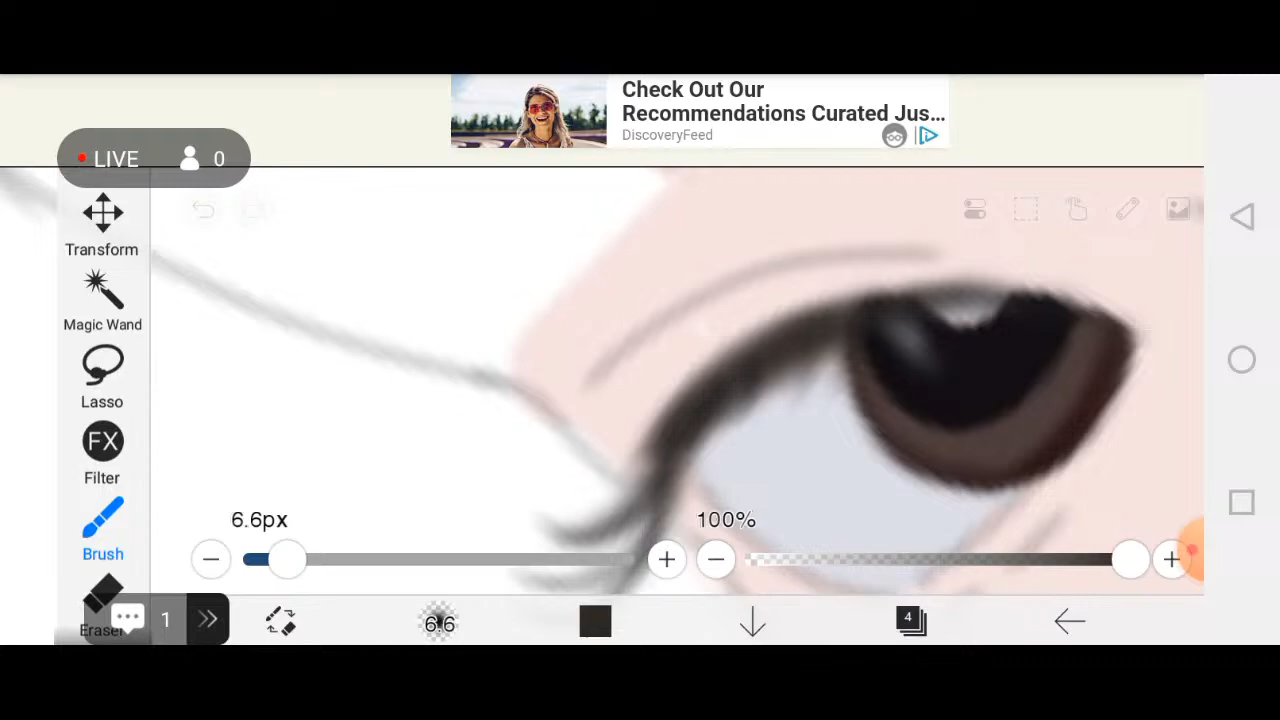 Check Out Our
Recommendations Curated Jus...
DiscoveryFeed
LIVE
0
Transform
Magic Wand
Lasso
FX
Filter
6.6px
100%
Brush
Eraser
1
6.6
4